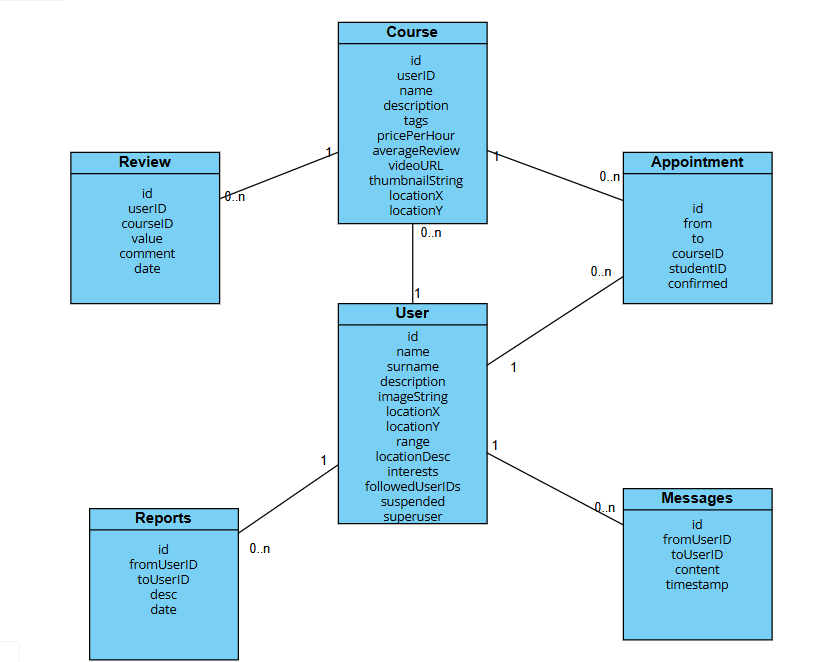 Course
id
userID
name
description
tags
pricePerHour
averageReview
videoURL
thumbnailString
locationX
locationY
Review
id
userID
courseID
value
comment
date
Appointment
id
from
to
courseID
studentID
confirmed
1
0..n
1
0..n
0..n
1
0..n
1
User
id
name
surname
description
imageString
locationX
locationY
range
locationDesc
interests
followedUserIDs
suspended
superuser
1
0..n
1
0..n
Reports
id
fromUserID
toUserID
desc
date
Messages
id
fromUserID
toUserID
content
timestamp